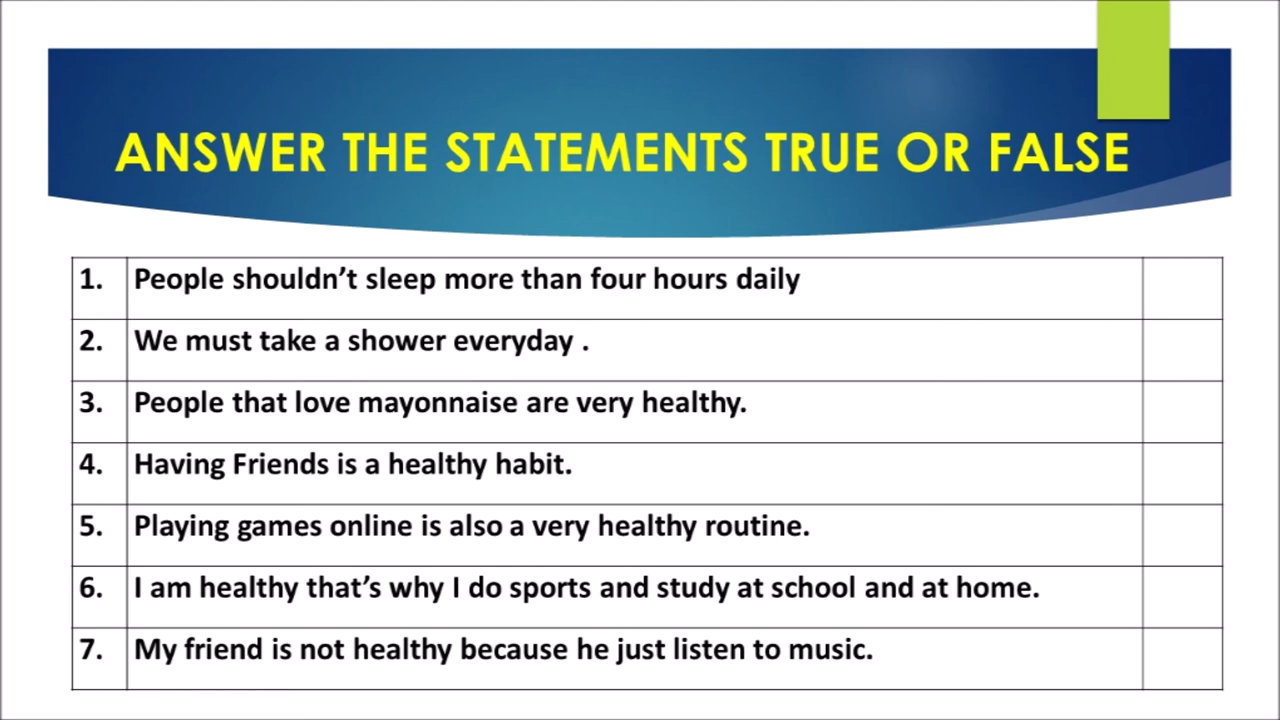 ANSWER THE STATEMENTS TRUE OR FALSE
1. People shouldn't sleep more than four hours daily
2. We must take a shower everyday .
3. People that love mayonnaise are very healthy.
4. Having Friends is a healthy habit.
5. Playing games online is also a very healthy routine.
6. I am healthy that's why I do sports and study at school and at home.
7. My friend is not healthy because he just listen to music.